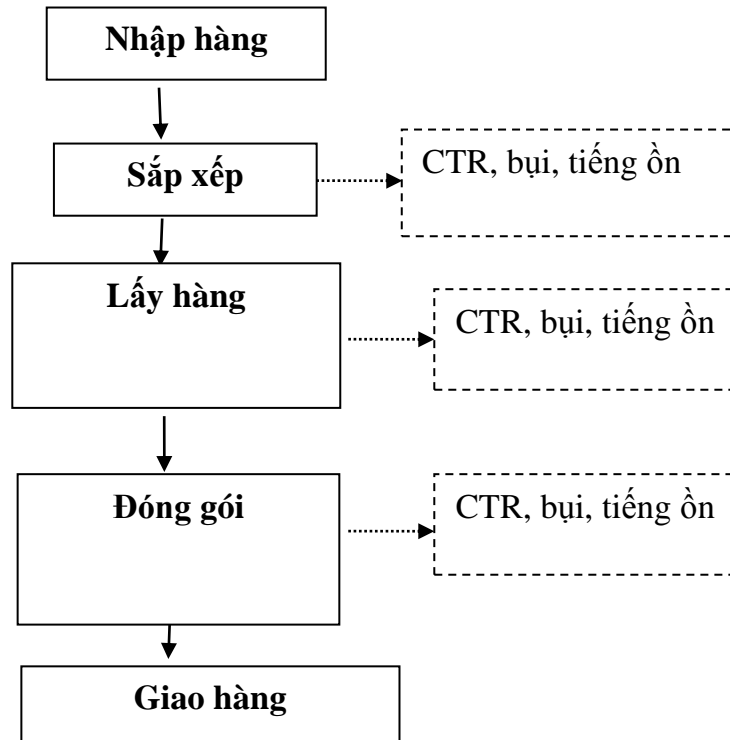 Nhập hàng
Sắp xếp
CTR, bụi, tiếng ồn
Lấy hàng
CTR, bụi, tiếng ồn
Đóng gói
CTR, bụi, tiếng ồn
Giao hàng